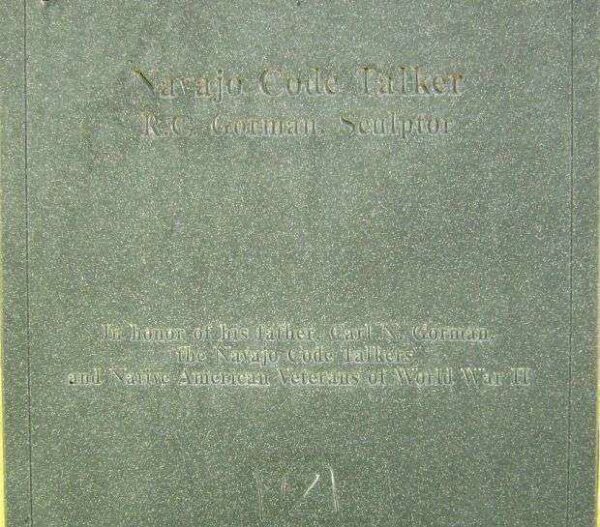 Navajo Code Talker
R.C. Gorman, Sculptor
In honor of his father, Carl N. Gorman,
the Navajo Code Talkers
and Native American Veterans of World War II